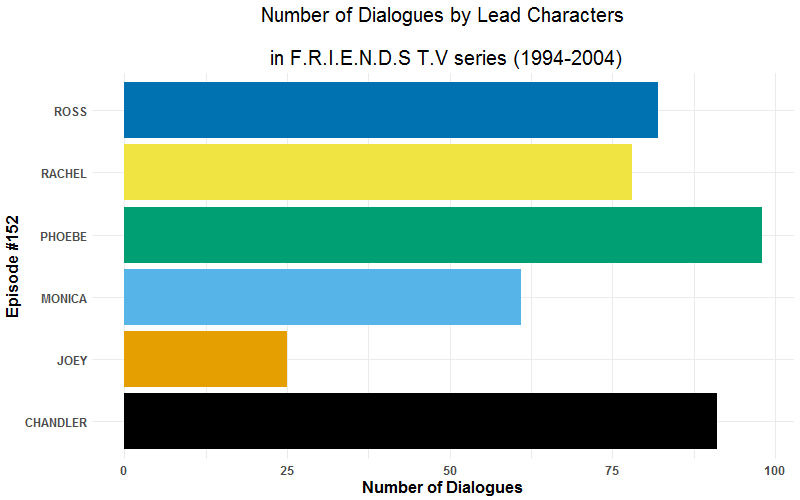 Number of Dialogues by Lead Characters
in F.R.I.E.N.D.S T.V series (1994-2004)
Episode #152
ROSS
RACHEL
PHOEBE
MONICA
JOEY
CHANDLER
0 25 50 75 100
Number of Dialogues